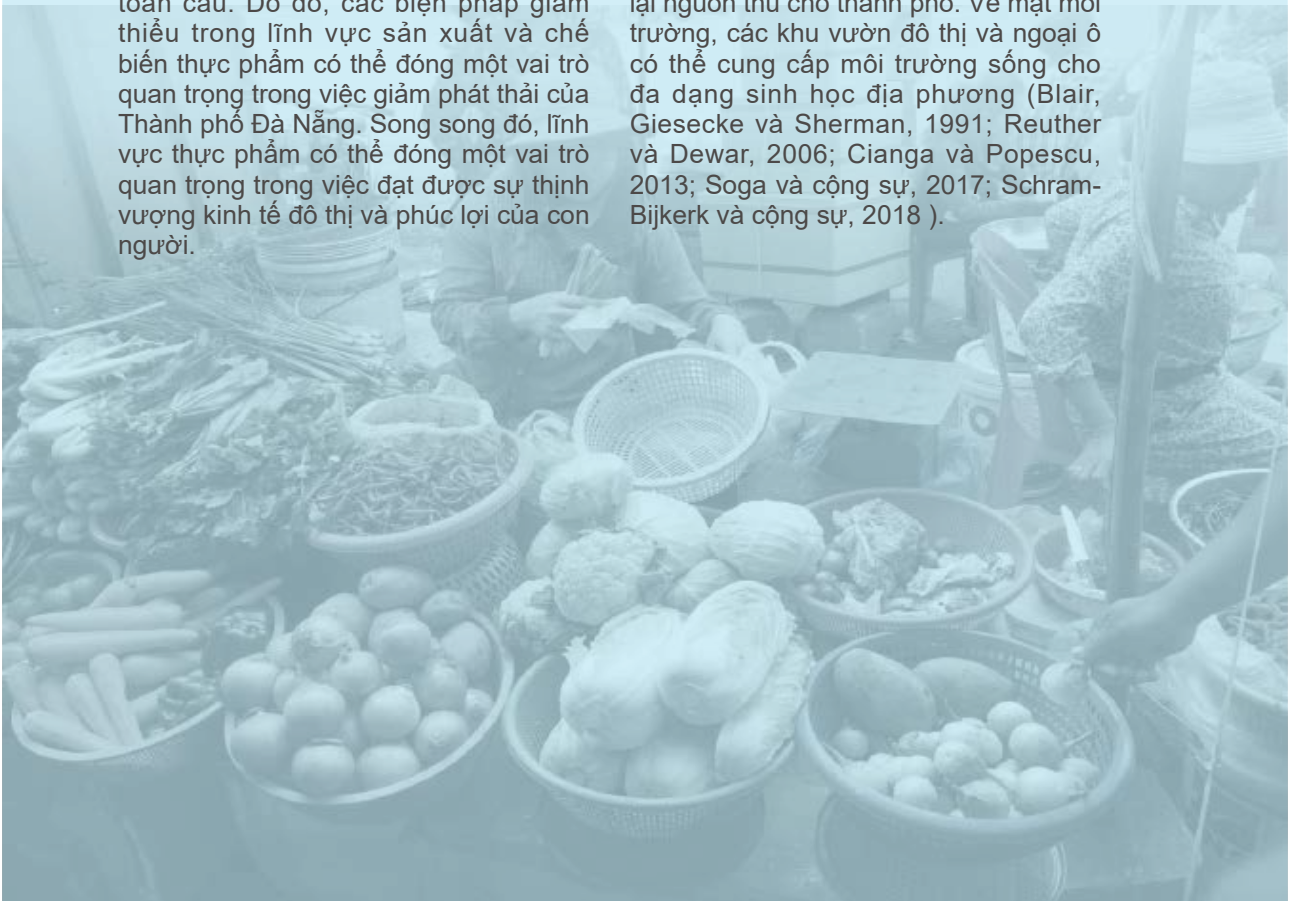 toàn cầu. Do đó, các biện pháp giảm
thiểu trong lĩnh vực sản xuất và chế
biến thực phẩm có thể đóng một vai trò
quan trọng trong việc giảm phát thải của
Thành phố Đà Nẵng. Song song đó, lĩnh
vực thực phẩm có thể đóng một vai trò
quan trọng trong việc đạt được sự thịnh
vượng kinh tế đô thị và phúc lợi của con
người.
lại nguồn thu cho thành phố. Về mặt môi
trường, các khu vườn đô thị và ngoại ô
có thể cung cấp môi trường sống cho
đa dạng sinh học địa phương (Blair,
Giesecke và Sherman, 1991; Reuther
và Dewar, 2006; Cianga và Popescu,
2013; Soga và cộng sự, 2017; Schram-
Bijkerk và cộng sự, 2018 ).